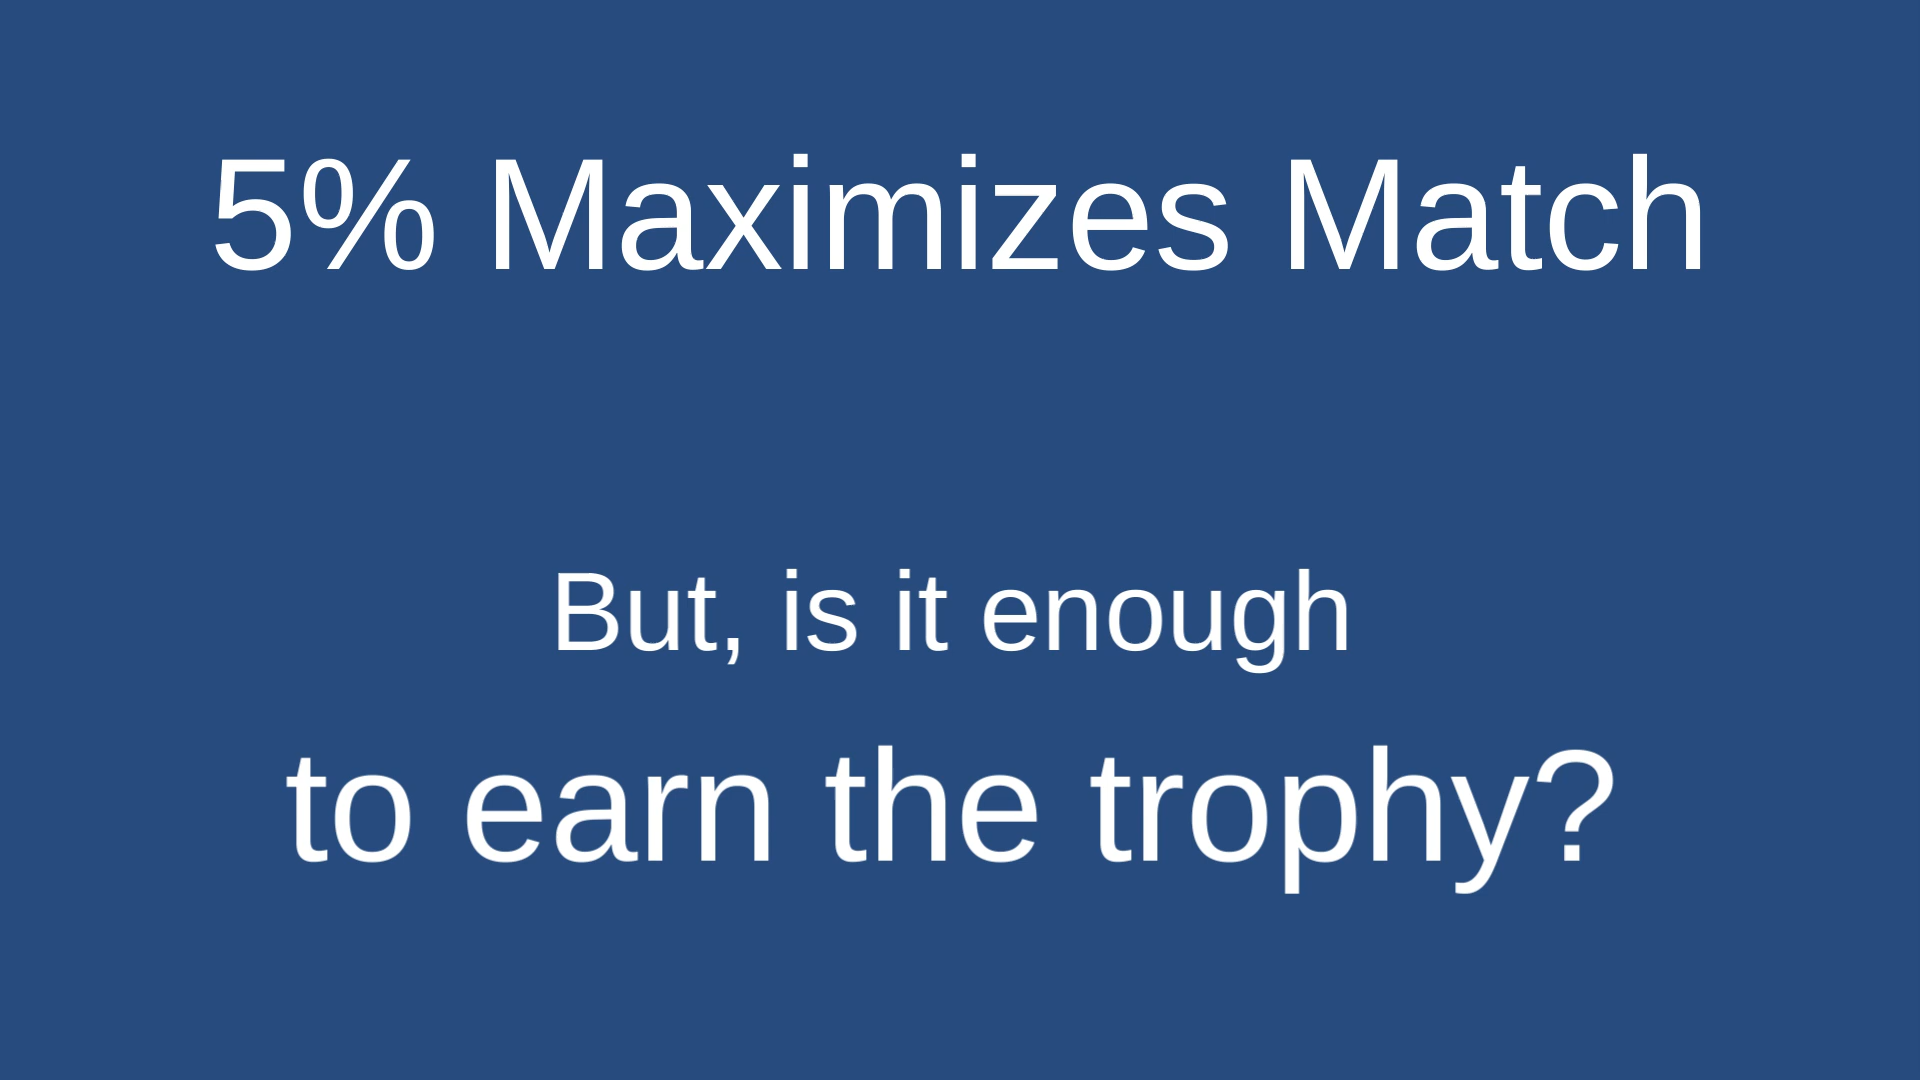 5% Maximizes Match
But, is it enough
to earn the trophy?